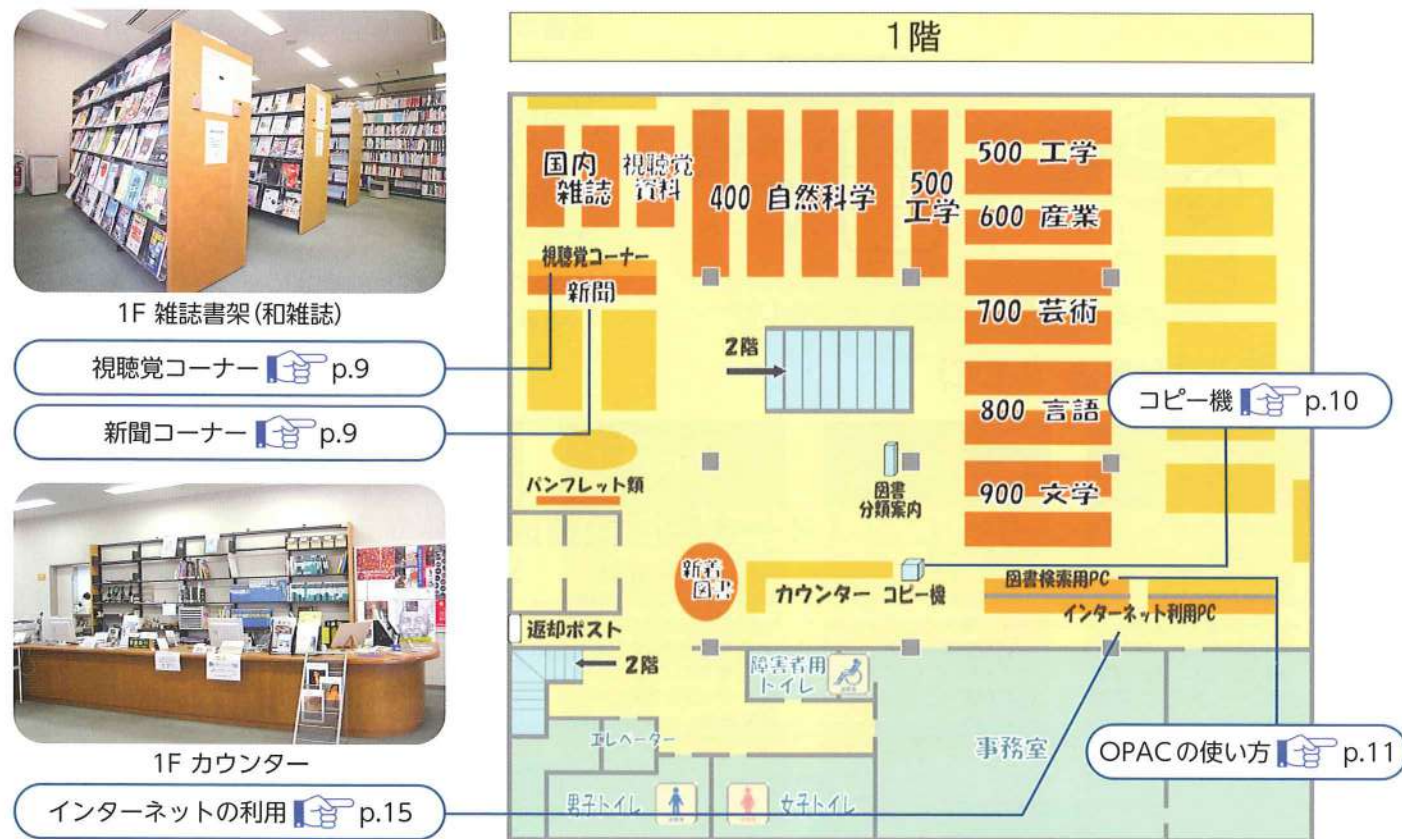 1階
1F 雑誌書架(和雑誌)
視聴覚コーナー p.9
新聞コーナー p.9
1F カウンター
インターネットの利用 p.15
国内
雑誌
視聴覚
資料
400 自然科学
500
工学
500 工学
600 産業
700 芸術
800 言語
900 文学
視聴覚コーナー
新聞
2階
コピー機 p.10
パンフレット類
図書
分類案内
新着
図書
カウンター
コピー機
図書検索用PC
インターネット利用PC
返却ポスト
2階
障害者用
トイレ
エレベーター
事務室
OPACの使い方 p.11
男子トイレ
女子トイレ